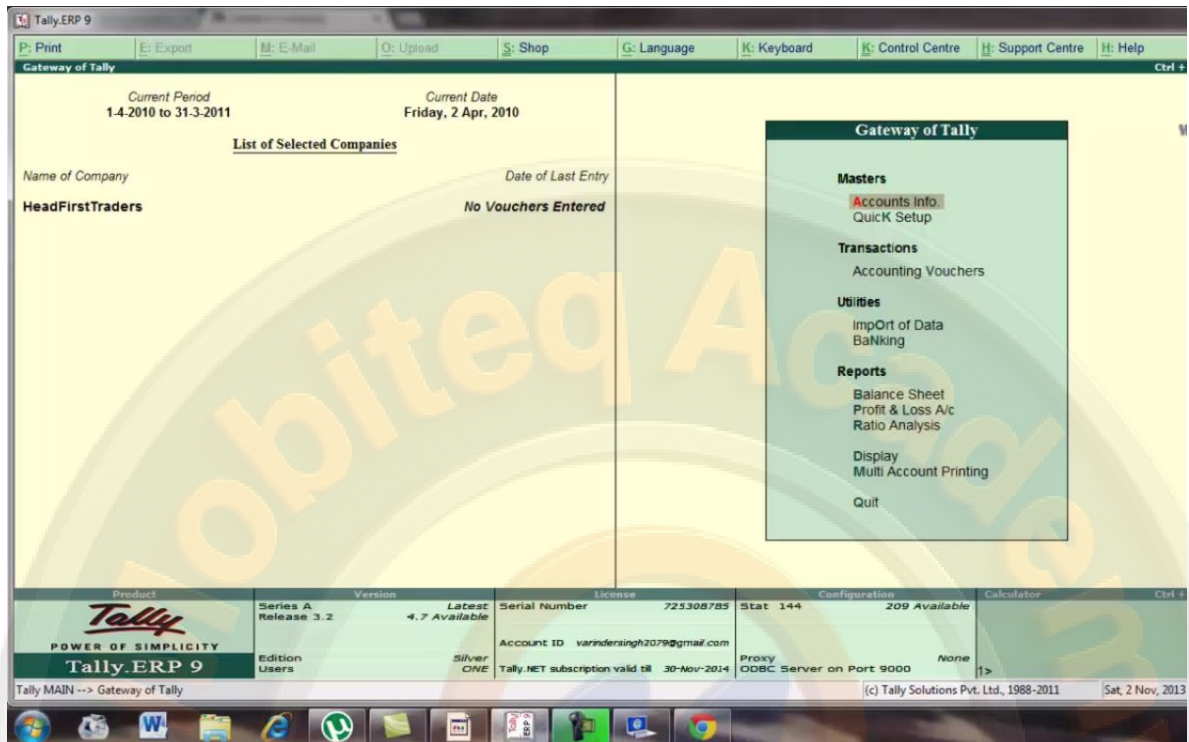 Tally.ERP 9
P: Print E: Export M: E-Mail O: Upload S: Shop G: Language K: Keyboard K: Control Centre H: Support Centre H: Help
Gateway of Tally Ctrl +
Current Period Current Date
1-4-2010 to 31-3-2011 Friday, 2 Apr, 2010
List of Selected Companies
Name of Company Date of Last Entry
HeadFirstTraders No Vouchers Entered
Gateway of Tally
Masters
Accounts Info.
QuicK Setup
Transactions
Accounting Vouchers
Utilities
ImpOrt of Data
BaNking
Reports
Balance Sheet
Profit & Loss A/c
Ratio Analysis
Display
Multi Account Printing
Quit
Product Version License Configuration Calculator Ctrl +
Tally
POWER OF SIMPLICITY
Tally.ERP 9
Series A Latest
Release 3.2 4.7 Available
Edition Silver
Users ONE
Serial Number 725308785
Account ID varindersingh2079@gmail.com
Tally.NET subscription valid till 30-Nov-2014
Stat 144 209 Available
Proxy None
ODBC Server on Port 9000
1>
Tally MAIN --> Gateway of Tally (c) Tally Solutions Pvt. Ltd., 1988-2011 Sat, 2 Nov, 2013
Tally ERP 9